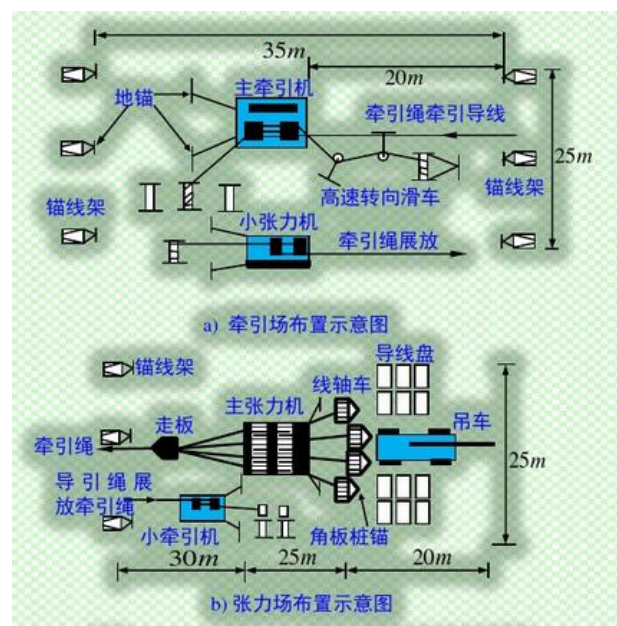 35m
20m
主牵引机
地锚
牵引绳牵引导线
25m
锚线架
高速转向滑车
锚线架
小张力机
牵引绳展放
a) 牵引场布置示意图
导线盘
锚线架
线轴车
主张力机
吊车
走板
牵引绳
25m
导引绳展
放牵引绳
小牵引机
角板桩锚
30m
25m
20m
b) 张力场布置示意图